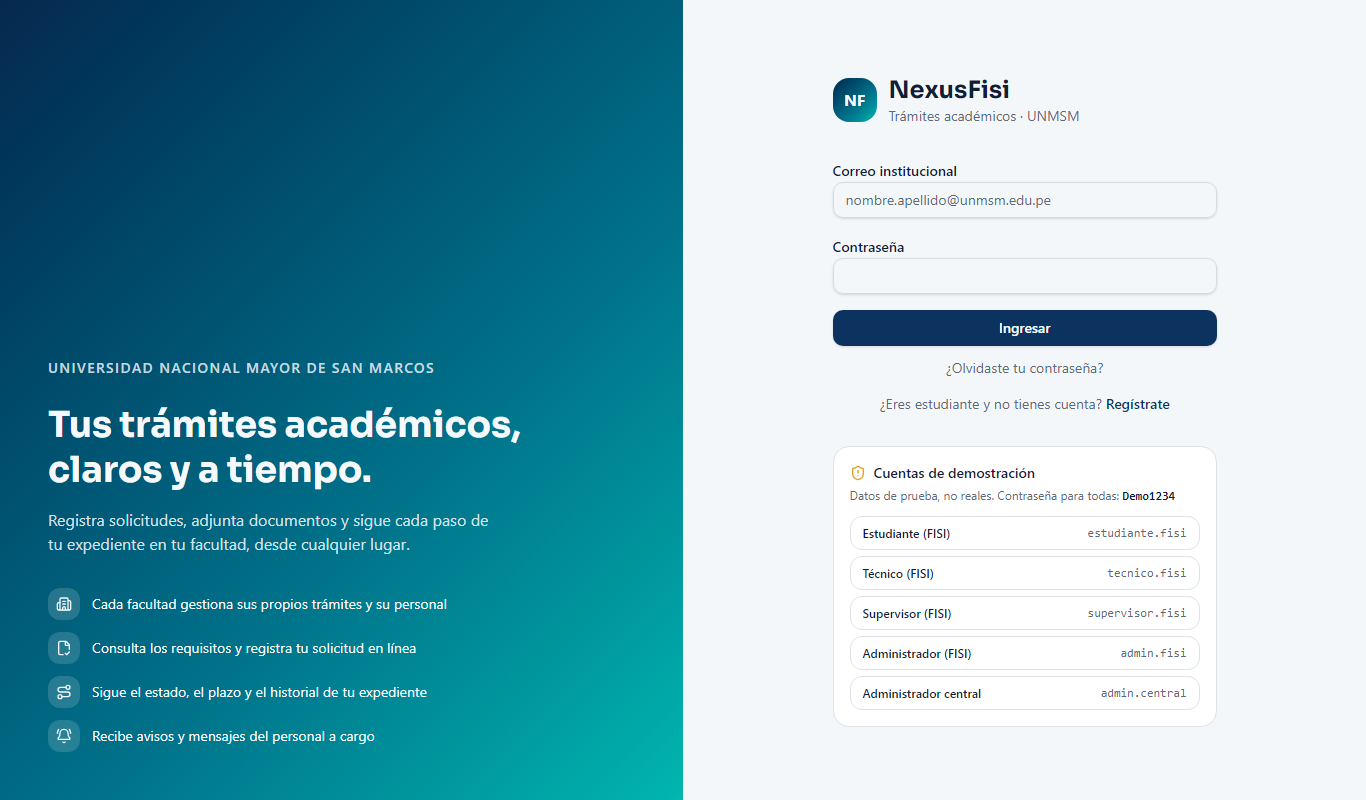 UNIVERSIDAD NACIONAL MAYOR DE SAN MARCOS
Tus trámites académicos,
claros y a tiempo.
Registra solicitudes, adjunta documentos y sigue cada paso de
tu expediente en tu facultad, desde cualquier lugar.
Cada facultad gestiona sus propios trámites y su personal
Consulta los requisitos y registra tu solicitud en línea
Sigue el estado, el plazo y el historial de tu expediente
Recibe avisos y mensajes del personal a cargo
NF
NexusFisi
Trámites académicos · UNMSM
Correo institucional
nombre.apellido@unmsm.edu.pe
Contraseña
Ingresar
¿Olvidaste tu contraseña?
¿Eres estudiante y no tienes cuenta? Regístrate
Cuentas de demostración
Datos de prueba, no reales. Contraseña para todas: Demo1234
Estudiante (FISI) estudiante.fisi
Técnico (FISI) tecnico.fisi
Supervisor (FISI) supervisor.fisi
Administrador (FISI) admin.fisi
Administrador central admin.central